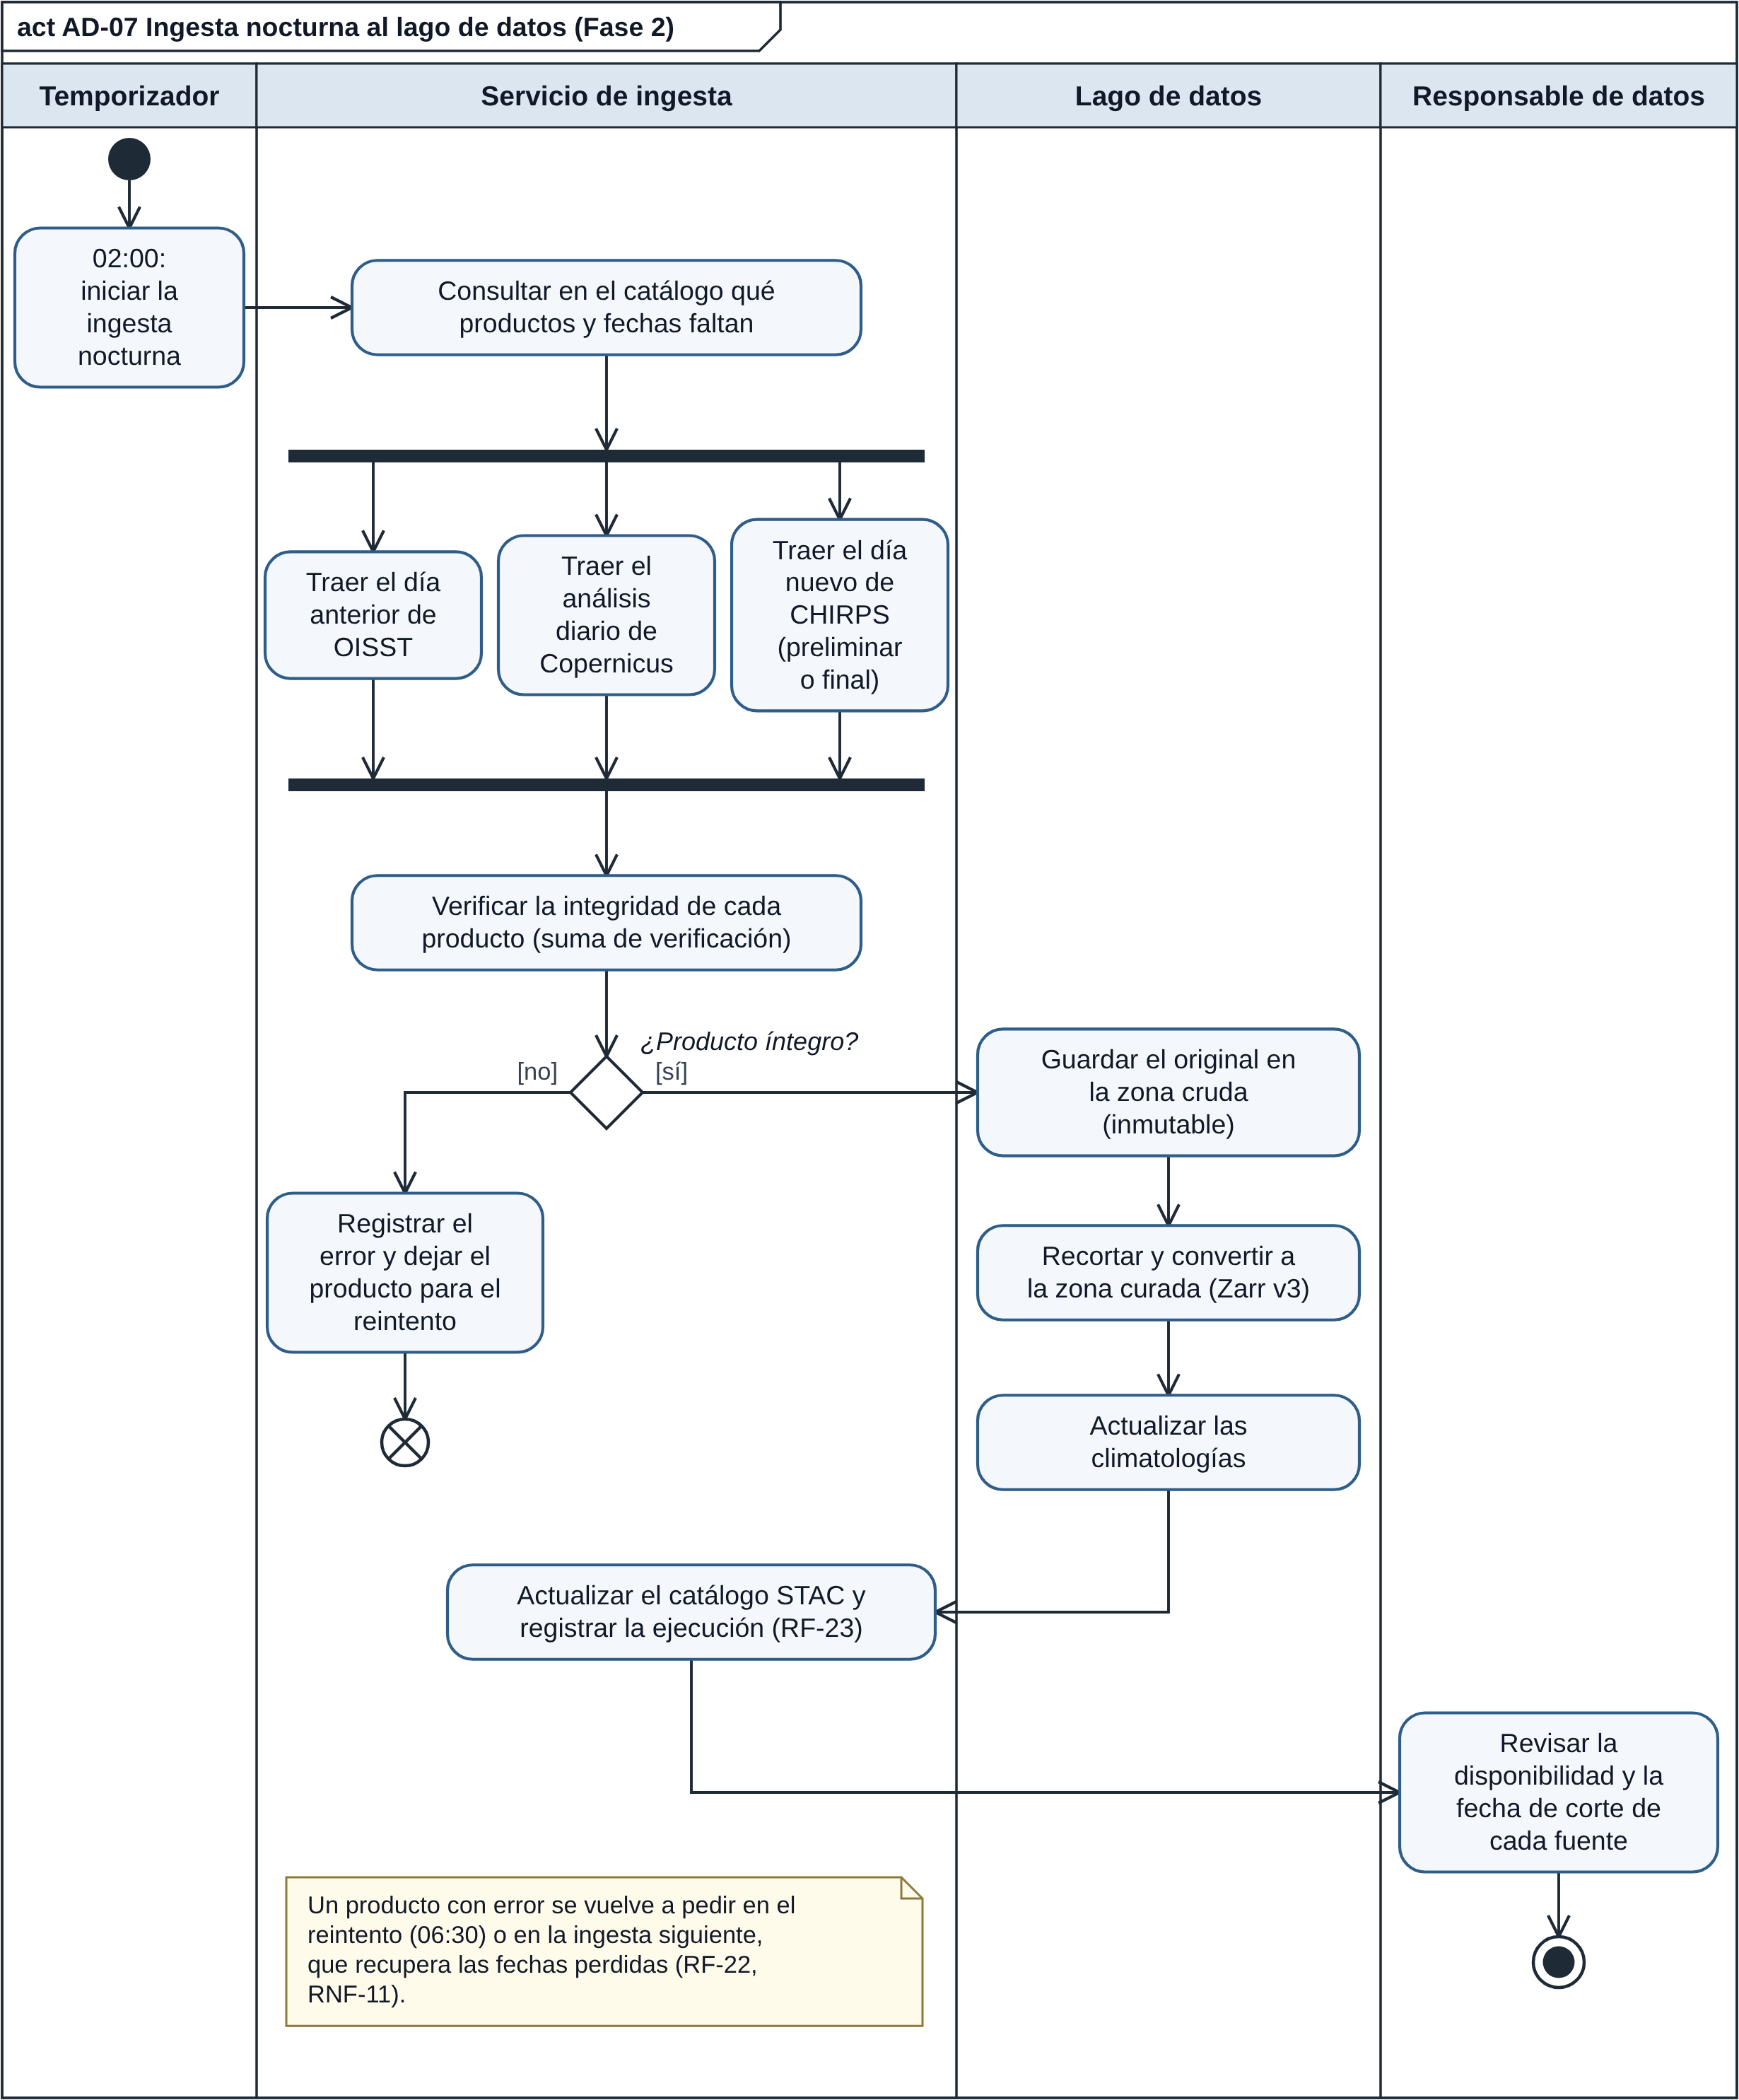 act AD-07 Ingesta nocturna al lago de datos (Fase 2)
Temporizador
Servicio de ingesta
Lago de datos
Responsable de datos
02:00:
iniciar la
ingesta
nocturna
Consultar en el catálogo qué
productos y fechas faltan
Traer el día
anterior de
OISST
Traer el
análisis
diario de
Copernicus
Traer el día
nuevo de
CHIRPS
(preliminar
o final)
Verificar la integridad de cada
producto (suma de verificación)
¿Producto íntegro?
[no]
[sí]
Guardar el original en
la zona cruda
(inmutable)
Registrar el
error y dejar el
producto para el
reintento
Recortar y convertir a
la zona curada (Zarr v3)
Actualizar las
climatologías
Actualizar el catálogo STAC y
registrar la ejecución (RF-23)
Revisar la
disponibilidad y la
fecha de corte de
cada fuente
Un producto con error se vuelve a pedir en el
reintento (06:30) o en la ingesta siguiente,
que recupera las fechas perdidas (RF-22,
RNF-11).